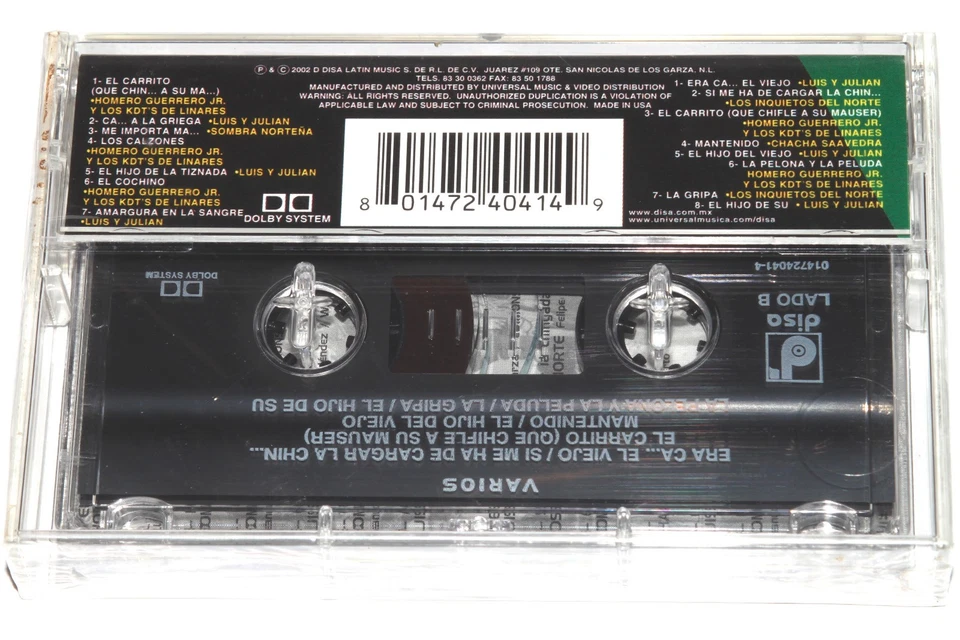 ℗ & © 2002 D DISA LATIN MUSIC S. DE R.L. DE C.V. JUAREZ #109 OTE. SAN NICOLAS DE LOS GARZA, N.L.
TELS. 83 30 0362 FAX: 83 50 1788
MANUFACTURED AND DISTRIBUTED BY UNIVERSAL MUSIC & VIDEO DISTRIBUTION
WARNING: ALL RIGHTS RESERVED. UNAUTHORIZED DUPLICATION IS A VIOLATION OF
APPLICABLE LAW AND SUBJECT TO CRIMINAL PROSECUTION. MADE IN USA
1- EL CARRITO
(QUE CHIN... A SU MA...)
•HOMERO GUERRERO JR.
Y LOS KDT'S DE LINARES
2- CA... A LA GRIEGA •LUIS Y JULIAN
3- ME IMPORTA MA... •SOMBRA NORTEÑA
4- LOS CALZONES
•HOMERO GUERRERO JR.
Y LOS KDT'S DE LINARES
5- EL HIJO DE LA TIZNADA •LUIS Y JULIAN
6- EL COCHINO
•HOMERO GUERRERO JR.
Y LOS KDT'S DE LINARES
7- AMARGURA EN LA SANGRE
•LUIS Y JULIAN
DOLBY SYSTEM
8 01472 40414 9
1- ERA CA... EL VIEJO •LUIS Y JULIAN
2- SI ME HA DE CARGAR LA CHIN...
•LOS INQUIETOS DEL NORTE
3- EL CARRITO (QUE CHIFLE A SU MAUSER)
HOMERO GUERRERO JR.
Y LOS KDT'S DE LINARES
4- MANTENIDO •CHACHA SAAVEDRA
5- EL HIJO DEL VIEJO •LUIS Y JULIAN
6- LA PELONA Y LA PELUDA
HOMERO GUERRERO JR.
Y LOS KDT'S DE LINARES
7- LA GRIPA •LOS INQUIETOS DEL NORTE
8- EL HIJO DE SU •LUIS Y JULIAN
www.disa.com.mx
www.universalmusica.com/disa
VARIOS
ERA CA... EL VIEJO / SI ME HA DE CARGAR LA CHIN...
EL CARRITO (QUE CHIFLE A SU MAUSER)
MANTENIDO / EL HIJO DEL VIEJO
LA PELONA Y LA PELUDA / LA GRIPA / EL HIJO DE SU
disa
LADO B
014724041-4
DOLBY SYSTEM
la chinyada
ORTE Felipe